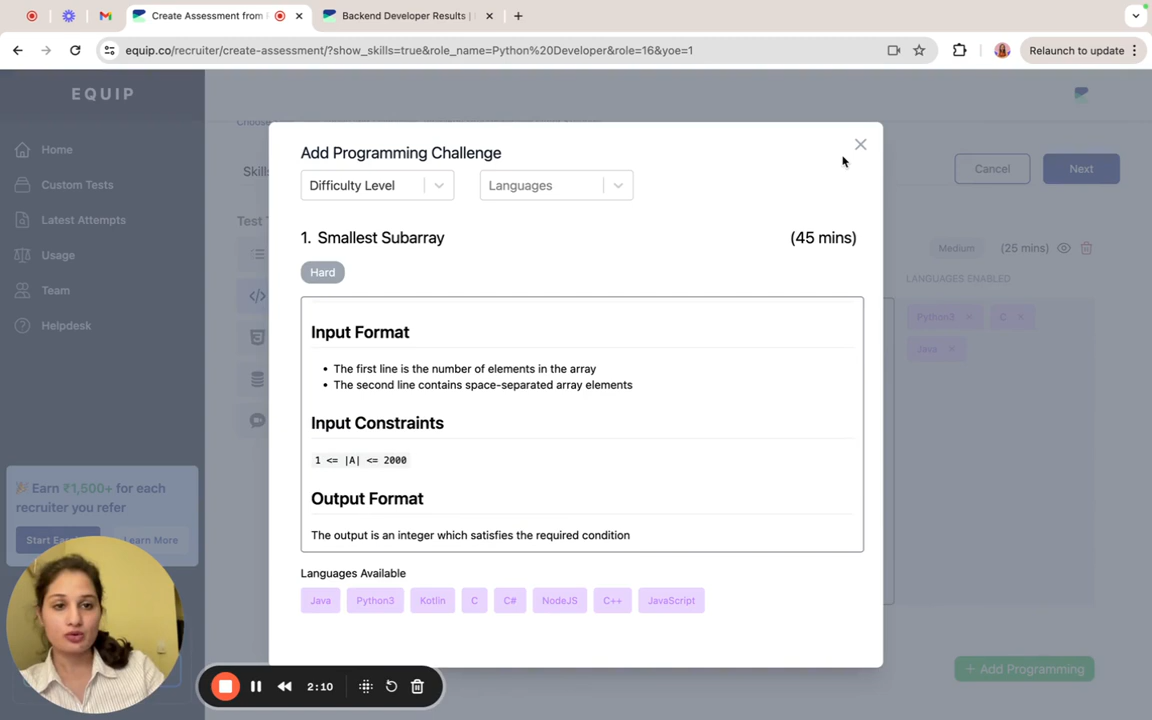 Create Assessment from
Backend Developer Results |
equip.co/recruiter/create-assessment/?show_skills=true&role_name=Python%20Developer&role=16&yoe=1
Relaunch to update
EQUIP
Home
Custom Tests
Latest Attempts
Usage
Team
Helpdesk
🎉 Earn ₹1,500+ for each
recruiter you refer
Learn More
Cancel
Next
Medium
(25 mins)
LANGUAGES ENABLED
Python3 ×
C ×
Java ×
+ Add Programming
Add Programming Challenge
Difficulty Level
Languages
1. Smallest Subarray
(45 mins)
Hard
Input Format
• The first line is the number of elements in the array
• The second line contains space-separated array elements
Input Constraints
1 <= |A| <= 2000
Output Format
The output is an integer which satisfies the required condition
Languages Available
Java
Python3
Kotlin
C
C#
NodeJS
C++
JavaScript
2:10